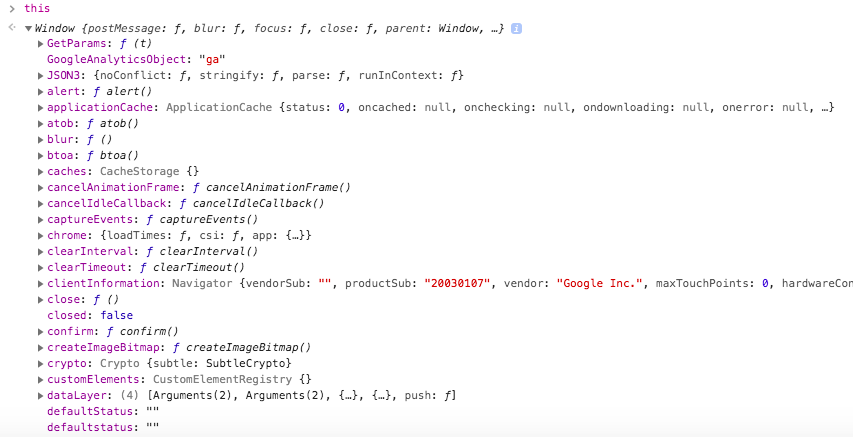 this
Window {postMessage: ƒ, blur: ƒ, focus: ƒ, close: ƒ, parent: Window, …} i
GetParams: ƒ (t)
GoogleAnalyticsObject: "ga"
JSON3: {noConflict: ƒ, stringify: ƒ, parse: ƒ, runInContext: ƒ}
alert: ƒ alert()
applicationCache: ApplicationCache {status: 0, oncached: null, onchecking: null, ondownloading: null, onerror: null, …}
atob: ƒ atob()
blur: ƒ ()
btoa: ƒ btoa()
caches: CacheStorage {}
cancelAnimationFrame: ƒ cancelAnimationFrame()
cancelIdleCallback: ƒ cancelIdleCallback()
captureEvents: ƒ captureEvents()
chrome: {loadTimes: ƒ, csi: ƒ, app: {…}}
clearInterval: ƒ clearInterval()
clearTimeout: ƒ clearTimeout()
clientInformation: Navigator {vendorSub: "", productSub: "20030107", vendor: "Google Inc.", maxTouchPoints: 0, hardwareCon
close: ƒ ()
closed: false
confirm: ƒ confirm()
createImageBitmap: ƒ createImageBitmap()
crypto: Crypto {subtle: SubtleCrypto}
customElements: CustomElementRegistry {}
dataLayer: (4) [Arguments(2), Arguments(2), {…}, {…}, push: ƒ]
defaultStatus: ""
defaultstatus: ""